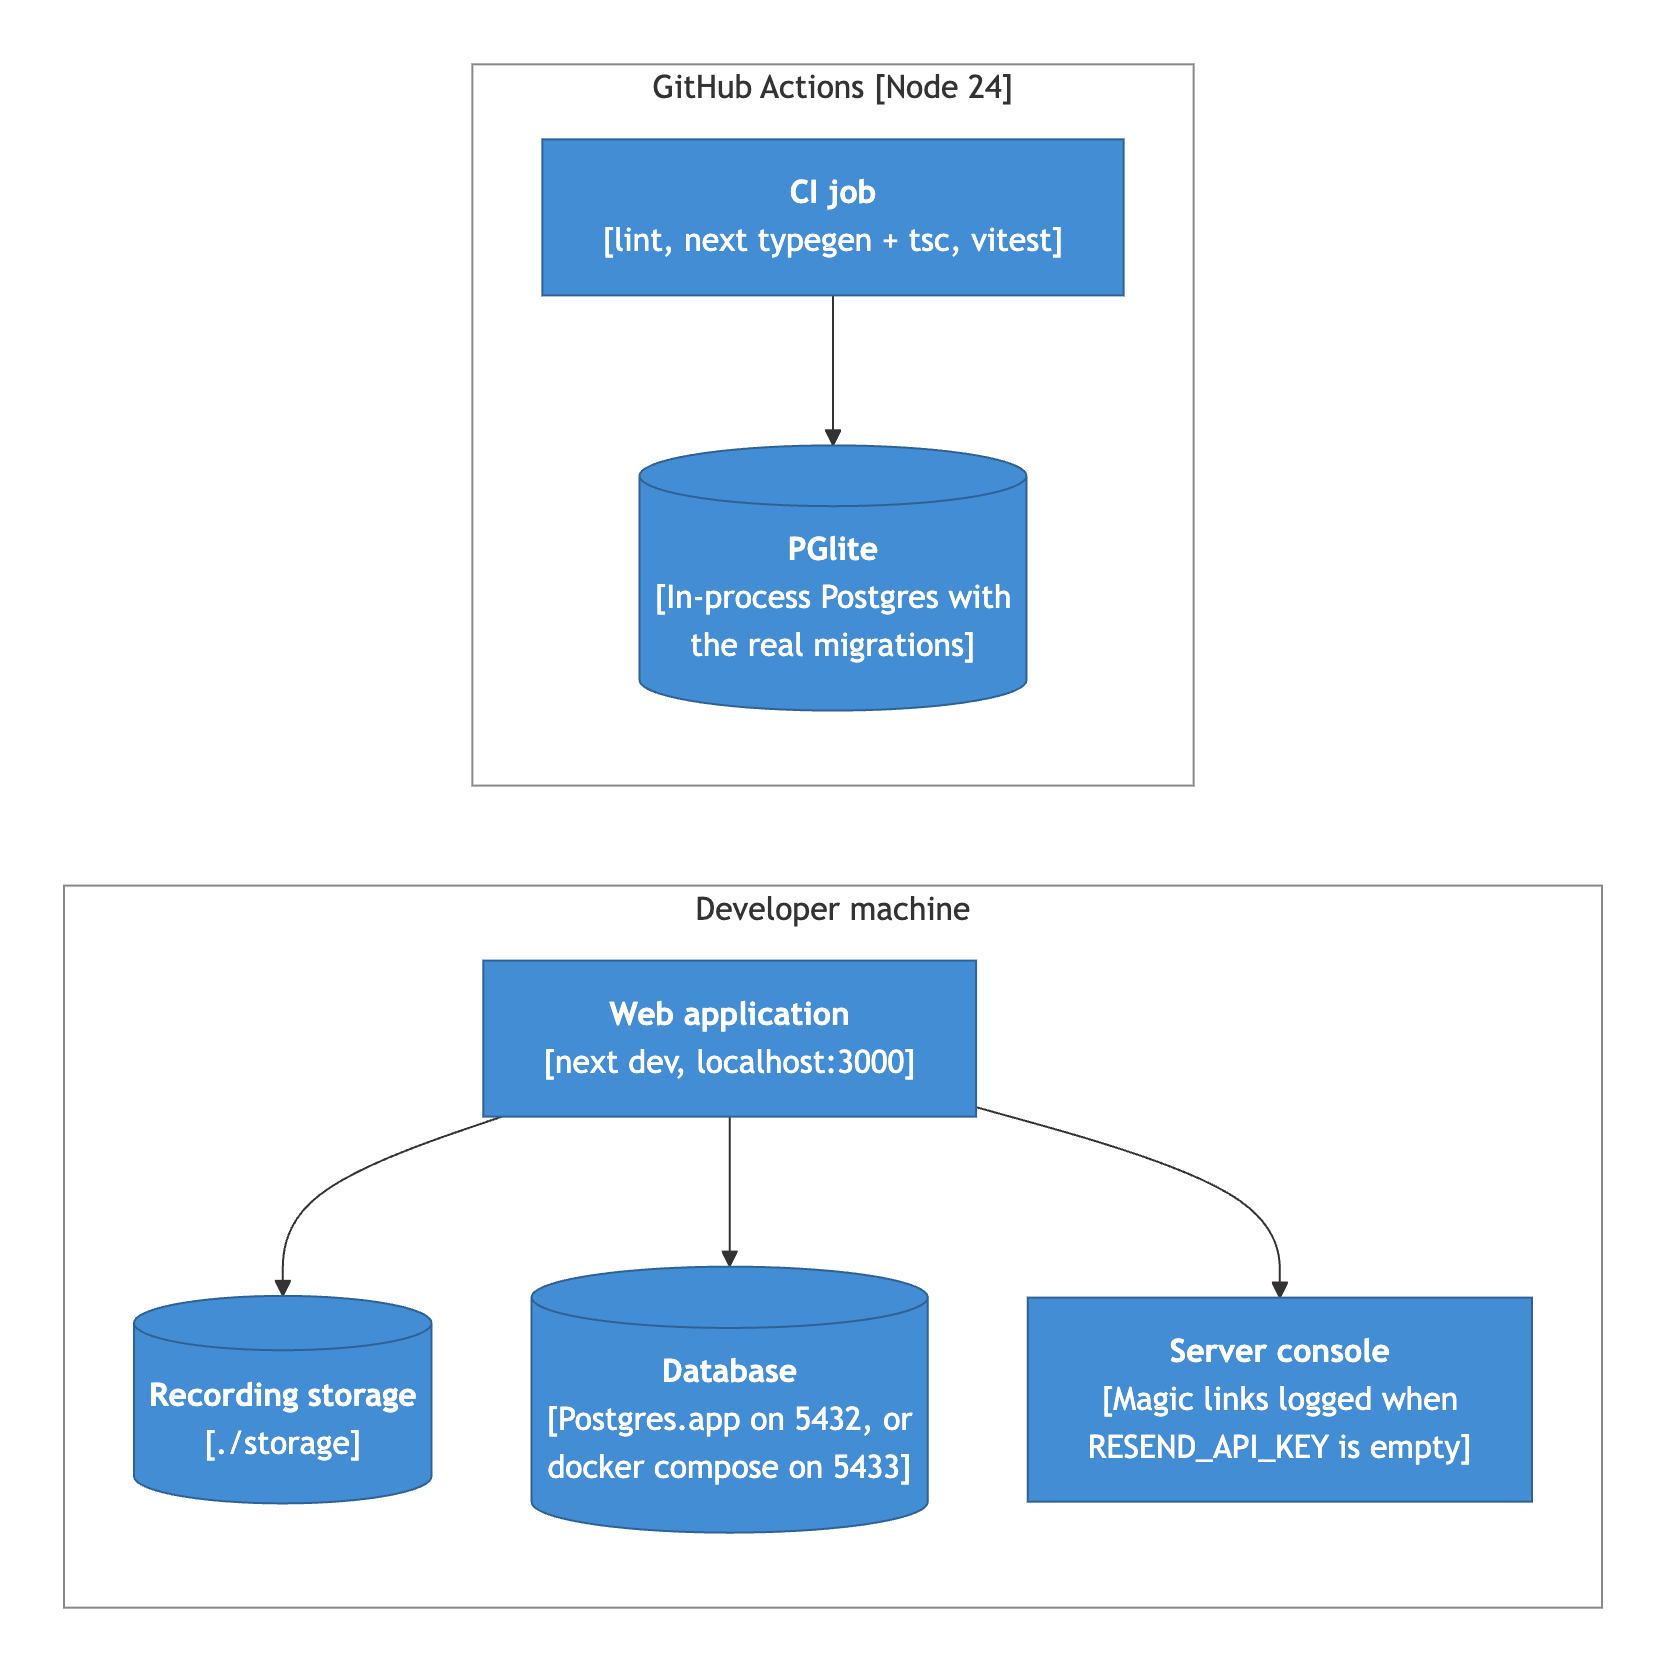 GitHub Actions [Node 24]
CI job
[lint, next typegen + tsc, vitest]
PGlite
[In-process Postgres with
the real migrations]
Developer machine
Web application
[next dev, localhost:3000]
Recording storage
[./storage]
Database
[Postgres.app on 5432, or
docker compose on 5433]
Server console
[Magic links logged when
RESEND_API_KEY is empty]